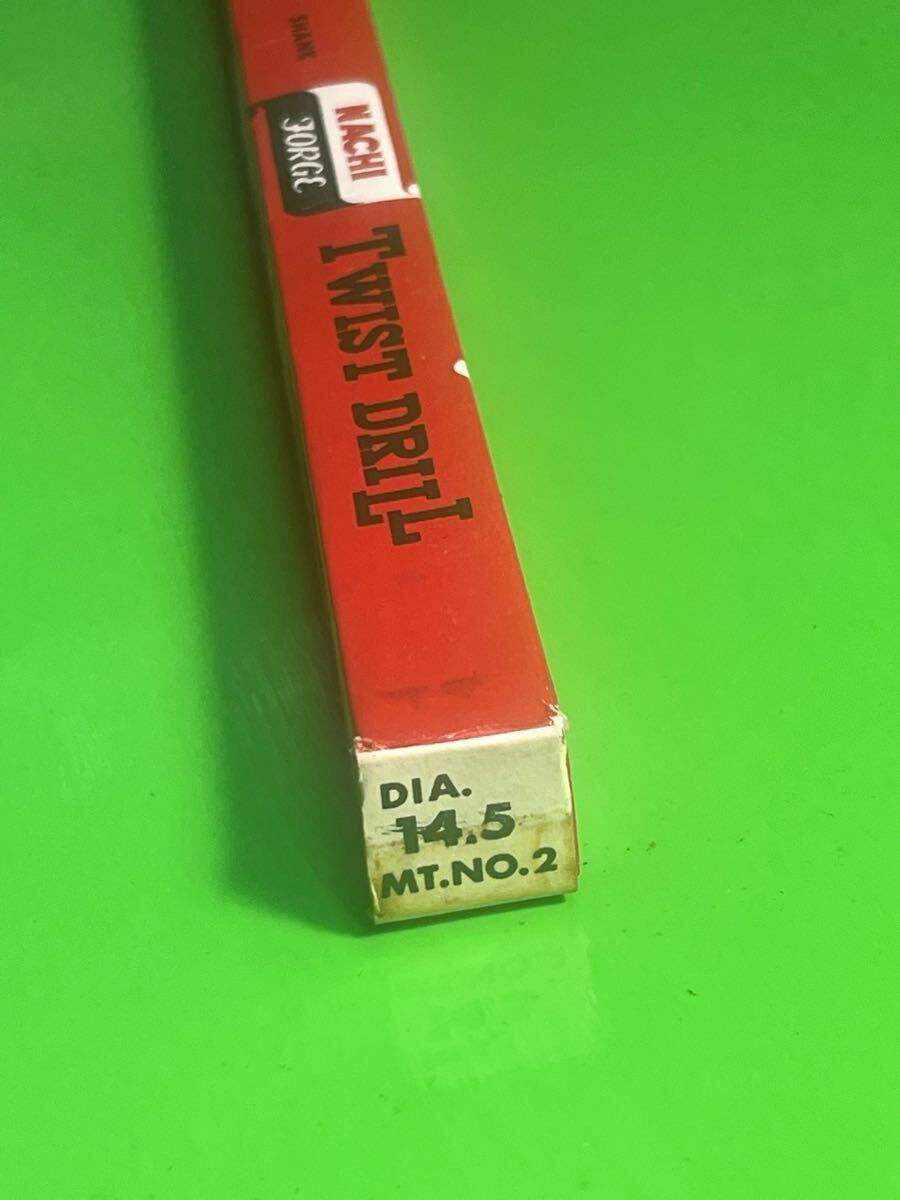 SHANK
NACHI
FORGE
TWIST DRILL
DIA.
14.5
MT.NO.2